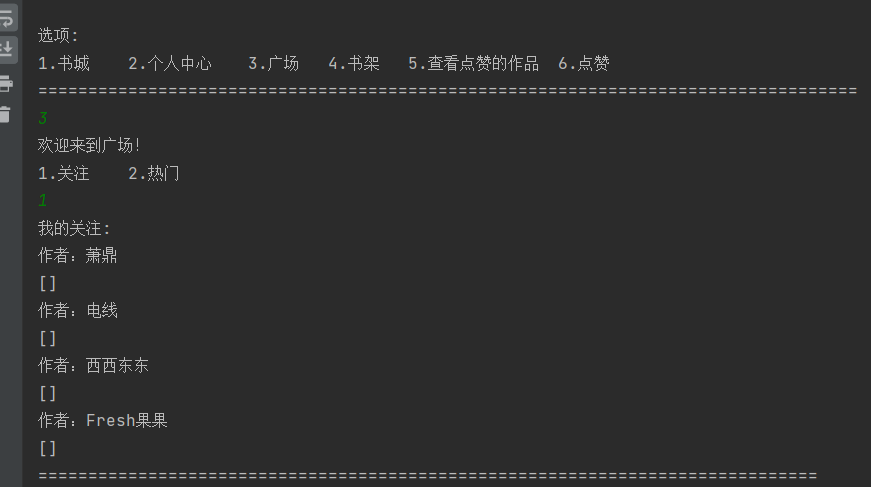 选项:
1.书城    2.个人中心    3.广场   4.书架   5.查看点赞的作品  6.点赞
==================================================================================
3
欢迎来到广场!
1.关注    2.热门
1
我的关注:
作者: 萧鼎
[]
作者: 电线
[]
作者: 西西东东
[]
作者: Fresh果果
[]
==============================================================================